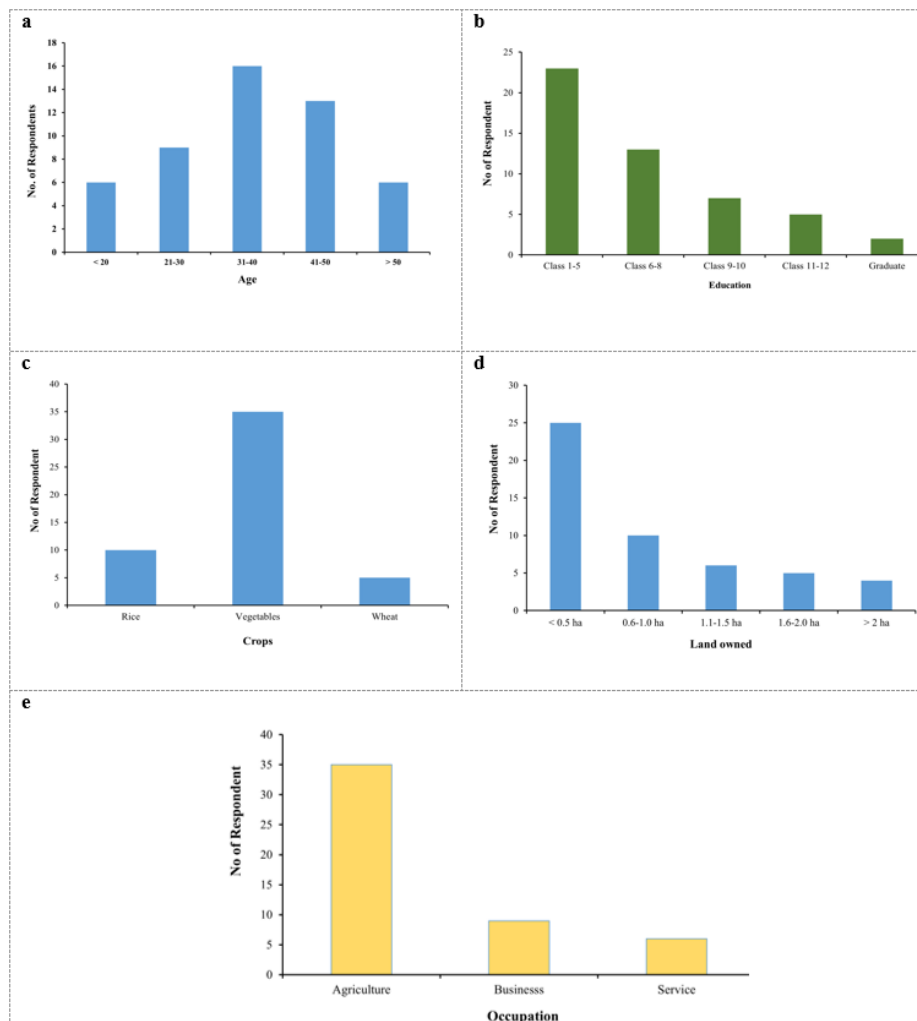 a
No. of Respondents
18
16
14
12
10
8
6
4
2
0
< 20 21-30 31-40 41-50 > 50
Age
b
No of Respondent
25
20
15
10
5
0
Class 1-5 Class 6-8 Class 9-10 Class 11-12 Graduate
Education
c
No of Respondent
40
35
30
25
20
15
10
5
0
Rice Vegetables Wheat
Crops
d
No of Respondent
30
25
20
15
10
5
0
< 0.5 ha 0.6-1.0 ha 1.1-1.5 ha 1.6-2.0 ha > 2 ha
Land owned
e
No of Respondent
40
35
30
25
20
15
10
5
0
Agriculture Businesss Service
Occupation